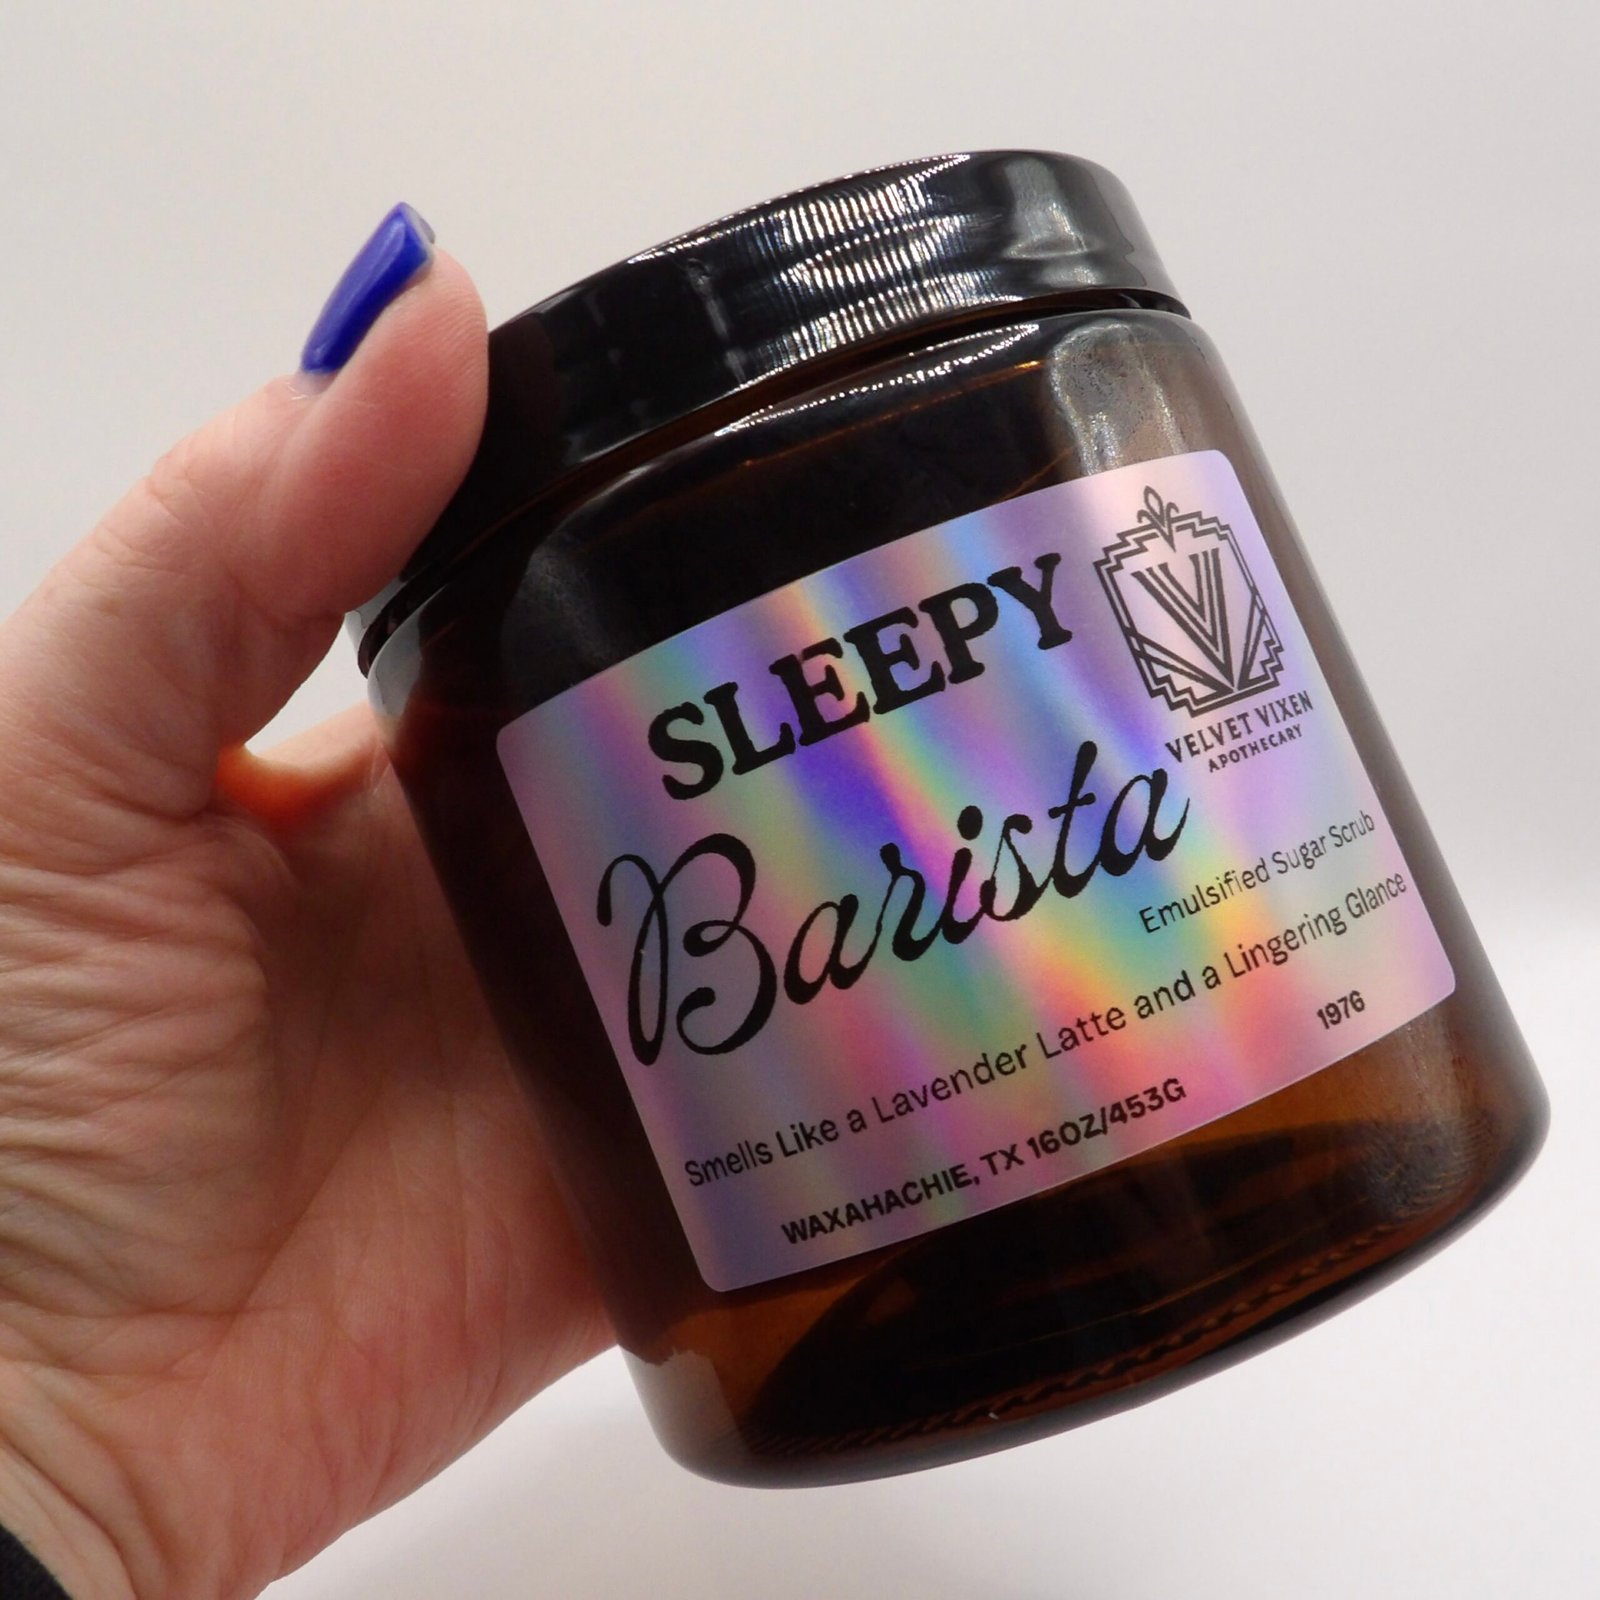 SLEEPY
Barista
V
VELVET VIXEN
APOTHECARY
Emulsified Sugar Scrub
Smells Like a Lavender Latte and a Lingering Glance
1976
WAXAHACHIE, TX 16OZ/453G